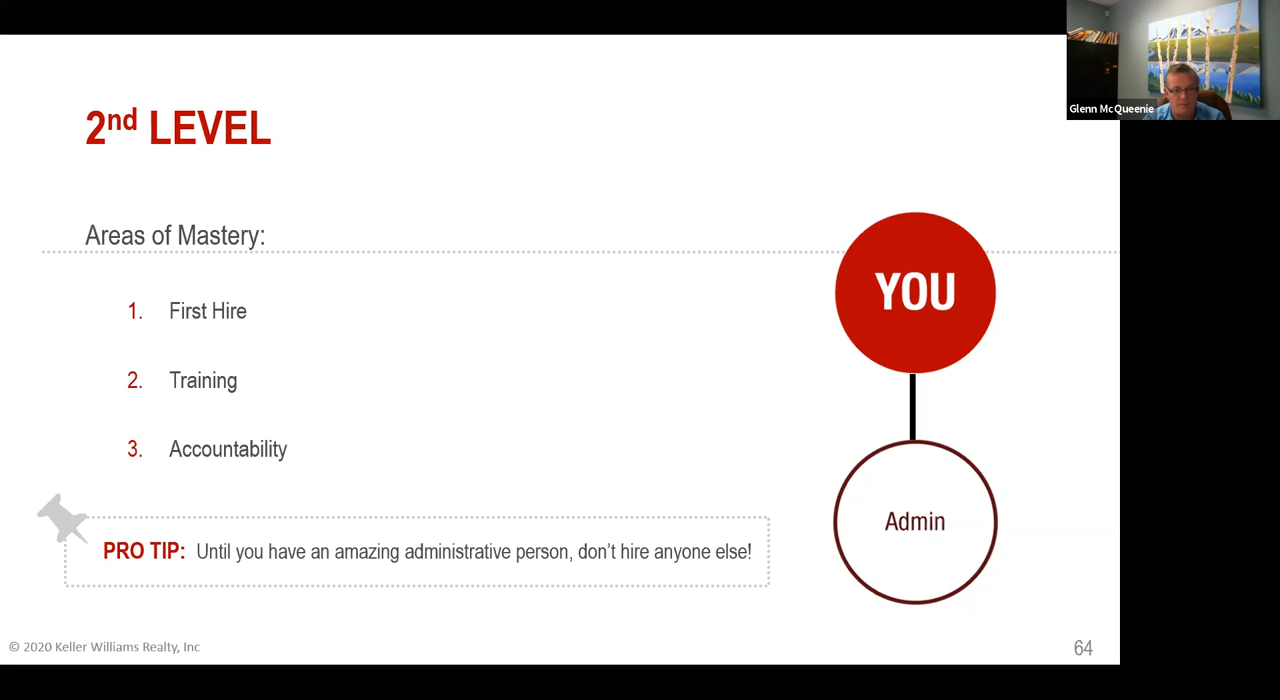 Glenn McQueenie
2nd LEVEL
Areas of Mastery:
1. First Hire
2. Training
3. Accountability
PRO TIP: Until you have an amazing administrative person, don't hire anyone else!
YOU
Admin
© 2020 Keller Williams Realty, Inc
64